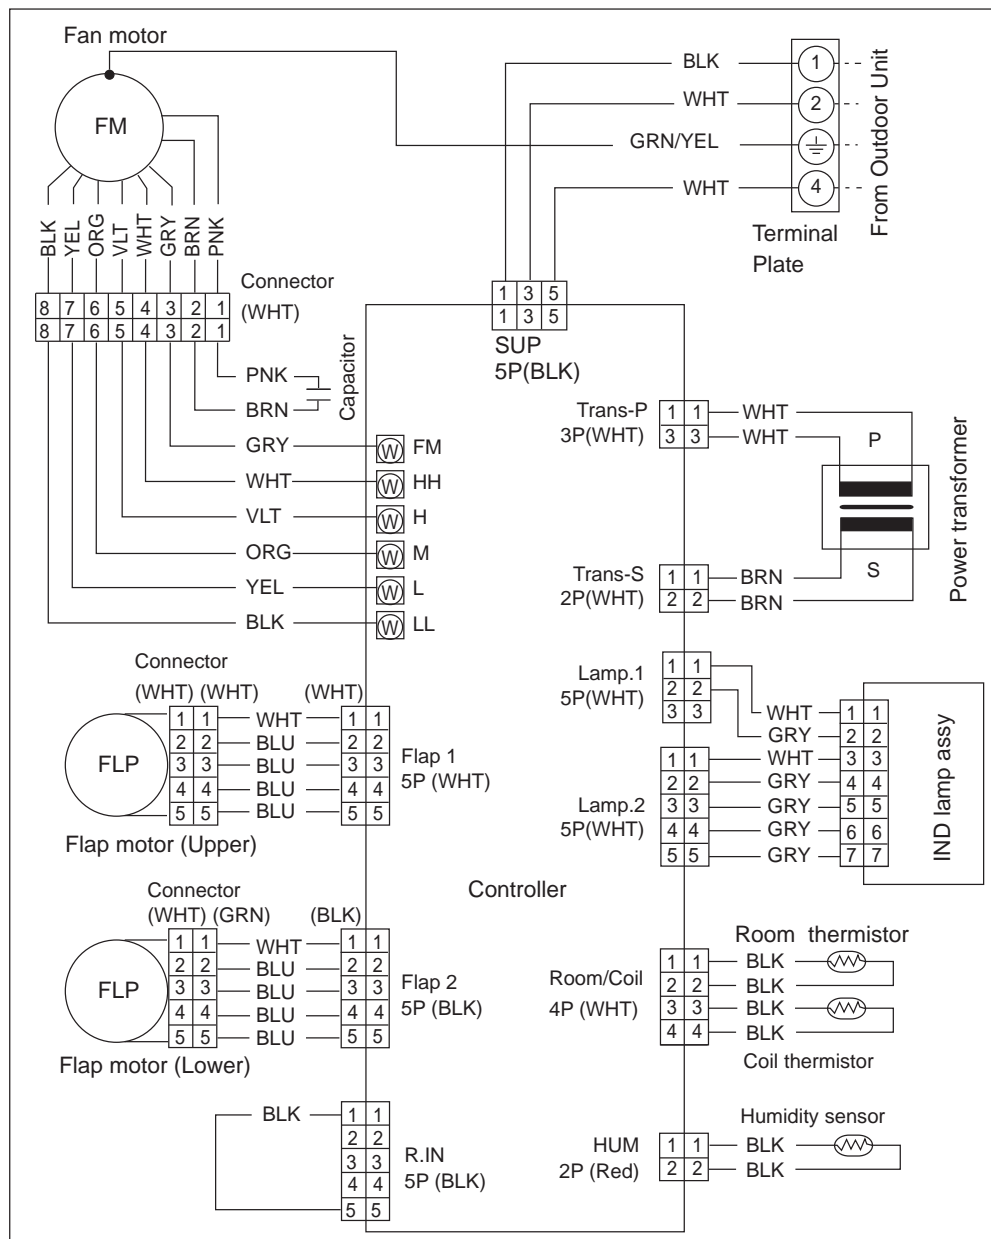 Fan motor
FM
BLK
YEL
ORG
VLT
WHT
GRY
BRN
PNK
Connector
(WHT)
8 7 6 5 4 3 2 1
8 7 6 5 4 3 2 1
PNK
BRN
Capacitor
GRY W FM
WHT W HH
VLT W H
ORG W M
YEL W L
BLK W LL
BLK 1
WHT 2
GRN/YEL
WHT 4
From Outdoor Unit
Terminal
Plate
1 3 5
1 3 5
SUP
5P(BLK)
Trans-P
3P(WHT)
1 1 WHT
3 3 WHT
P
S
Power transformer
Trans-S
2P(WHT)
1 1 BRN
2 2 BRN
Lamp.1
5P(WHT)
1 1
2 2
3 3
Lamp.2
5P(WHT)
1 1
2 2
3 3
4 4
5 5
WHT 1 1
GRY 2 2
WHT 3 3
GRY 4 4
GRY 5 5
GRY 6 6
GRY 7 7
IND lamp assy
Connector
(WHT) (WHT) (WHT)
FLP
1 1 WHT 1 1
2 2 BLU 2 2
3 3 BLU 3 3
4 4 BLU 4 4
5 5 BLU 5 5
Flap 1
5P (WHT)
Flap motor (Upper)
Controller
Connector
(WHT) (GRN) (BLK)
FLP
1 1 WHT 1 1
2 2 BLU 2 2
3 3 BLU 3 3
4 4 BLU 4 4
5 5 BLU 5 5
Flap 2
5P (BLK)
Flap motor (Lower)
Room thermistor
Room/Coil
4P (WHT)
1 1 BLK
2 2 BLK
3 3 BLK
4 4 BLK
Coil thermistor
BLK 1 1
2 2
3 3
4 4
5 5
R.IN
5P (BLK)
Humidity sensor
HUM
2P (Red)
1 1 BLK
2 2 BLK